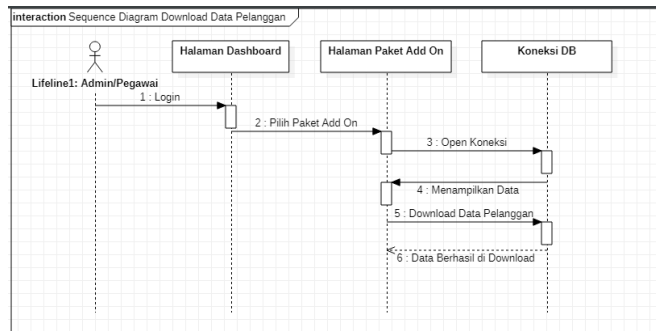 interaction Sequence Diagram Download Data Pelanggan
Halaman Dashboard
Halaman Paket Add On
Koneksi DB
Lifeline1: Admin/Pegawai
1 : Login
2 : Pilih Paket Add On
3 : Open Koneksi
4 : Menampilkan Data
5 : Download Data Pelanggan
6 : Data Berhasil di Download